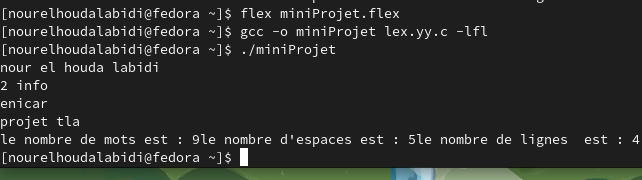 [nourelhoudalabidi@fedora ~]$ flex miniProjet.flex
[nourelhoudalabidi@fedora ~]$ gcc -o miniProjet lex.yy.c -lfl
[nourelhoudalabidi@fedora ~]$ ./miniProjet
nour el houda labidi
2 info
enicar
projet tla
le nombre de mots est : 9le nombre d'espaces est : 5le nombre de lignes  est : 4
[nourelhoudalabidi@fedora ~]$